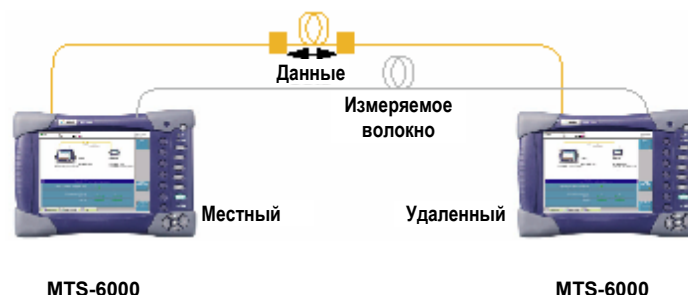 Данные
Измеряемое
волокно
Местный
Удаленный
MTS-6000
MTS-6000